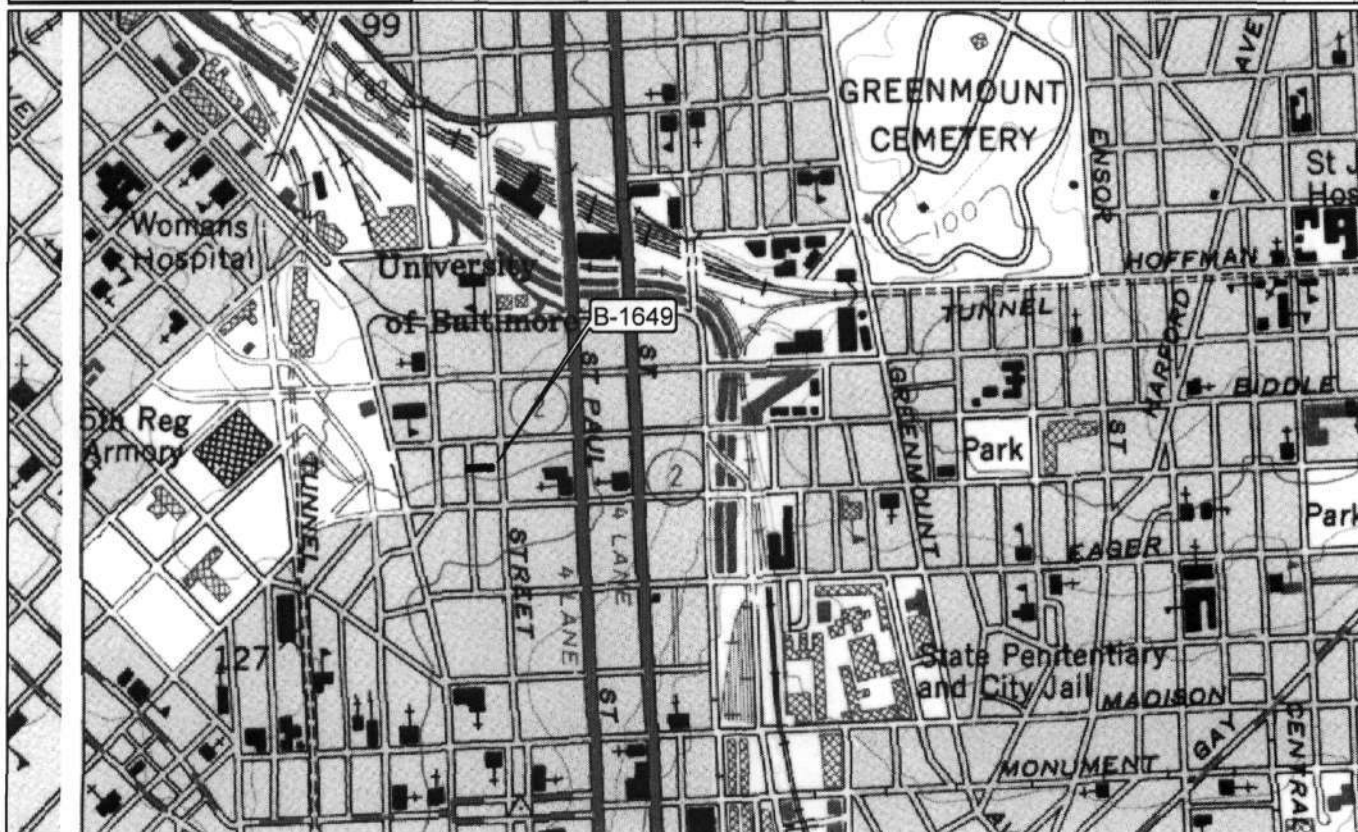 99
83
VE
AVE
GREENMOUNT
CEMETERY
ENSOR
ST
St J
Hos
Womans
Hospital
100
HOFFMAN
University
of Baltimore
B-1649
TUNNEL
HARFORD
ST PAUL
ST
GREENMOUNT
BIDDLE
2
5th Reg
Armory
TUNNEL
Park
2
4 LANE
Park
STREET
EAGER
4 LANE
127
State Penitentiary
and City Jail
MADISON
ST
GAY
CENTRAL
MONUMENT